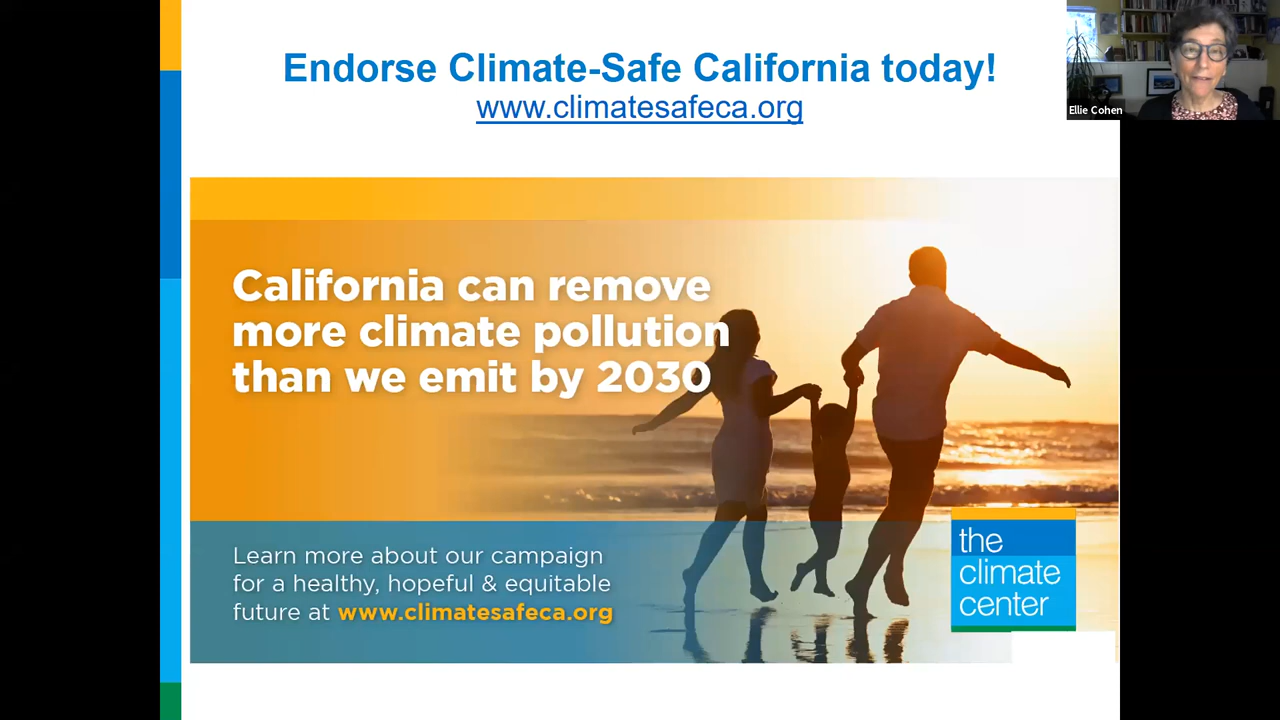 Endorse Climate-Safe California today!
www.climatesafeca.org
Ellie Cohen
California can remove
more climate pollution
than we emit by 2030
Learn more about our campaign
for a healthy, hopeful & equitable
future at www.climatesafeca.org
the
climate
center